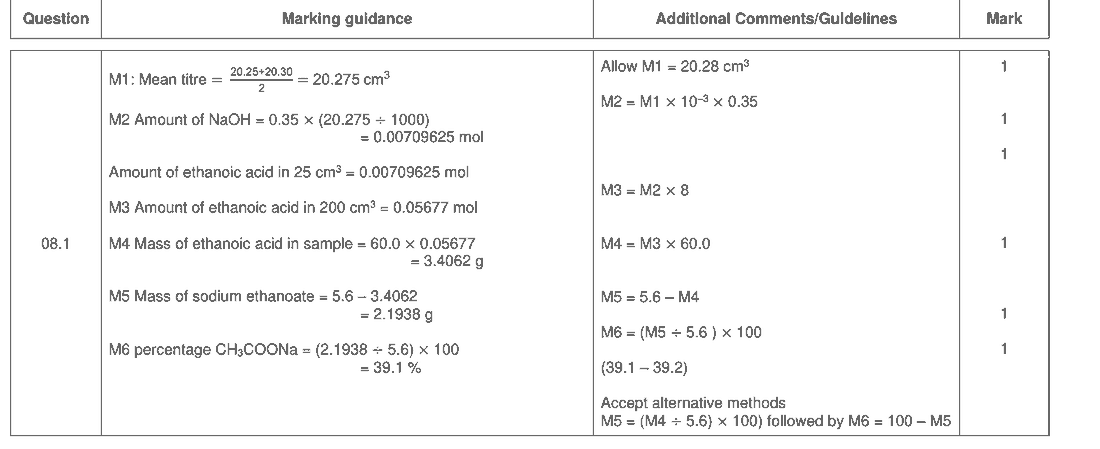 Question Marking guidance Additional Comments/Guidelines Mark
M1: Mean titre = 20.25+20.30/2 = 20.275 cm³
Allow M1 = 20.28 cm³
1
M2 = M1 × 10⁻³ × 0.35
M2 Amount of NaOH = 0.35 × (20.275 ÷ 1000)
= 0.00709625 mol
1
1
Amount of ethanoic acid in 25 cm³ = 0.00709625 mol
M3 = M2 × 8
M3 Amount of ethanoic acid in 200 cm³ = 0.05677 mol
08.1
M4 Mass of ethanoic acid in sample = 60.0 × 0.05677
= 3.4062 g
M4 = M3 × 60.0
1
M5 Mass of sodium ethanoate = 5.6 – 3.4062
= 2.1938 g
M5 = 5.6 – M4
1
M6 = (M5 ÷ 5.6 ) × 100
M6 percentage CH₃COONa = (2.1938 ÷ 5.6) × 100
= 39.1 %
1
(39.1 – 39.2)
Accept alternative methods
M5 = (M4 ÷ 5.6) × 100) followed by M6 = 100 – M5